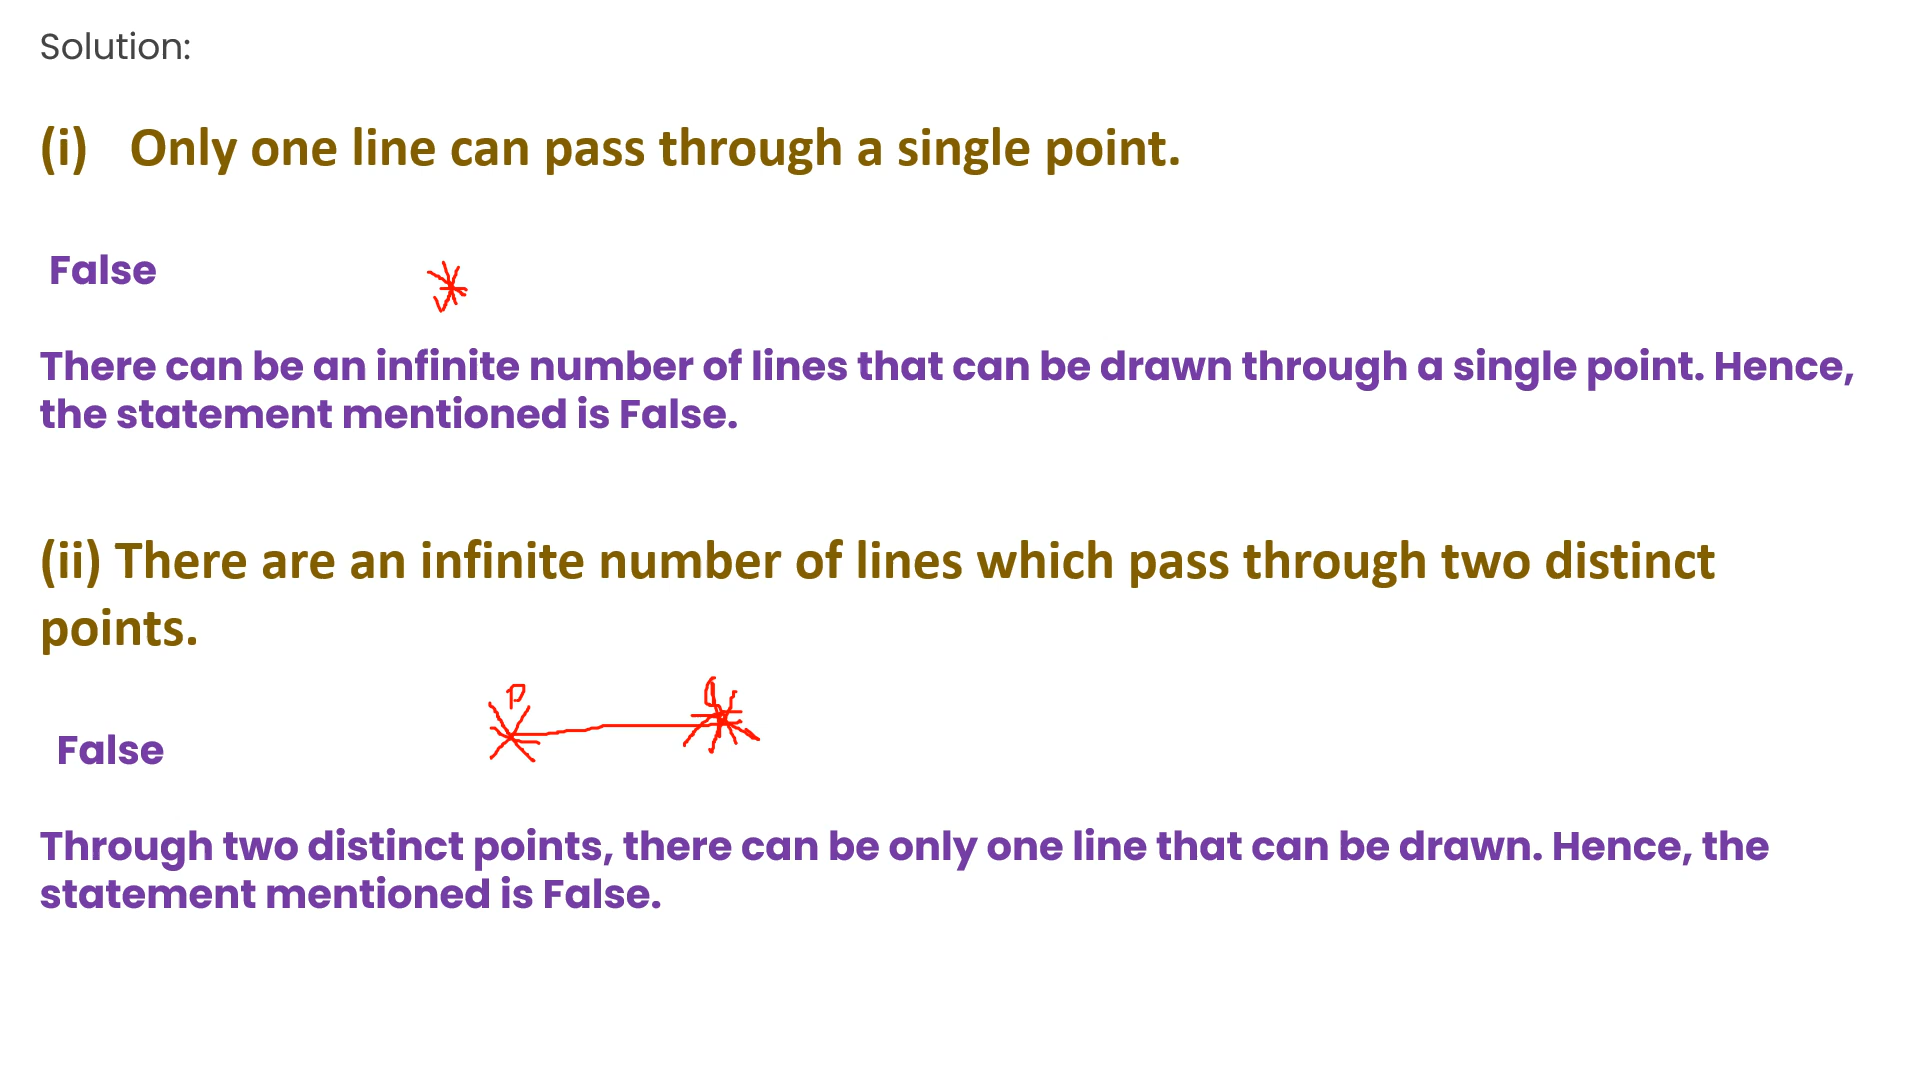 Solution:
(i) Only one line can pass through a single point.
False
There can be an infinite number of lines that can be drawn through a single point. Hence,
the statement mentioned is False.
(ii) There are an infinite number of lines which pass through two distinct
points.
P
False
Through two distinct points, there can be only one line that can be drawn. Hence, the
statement mentioned is False.